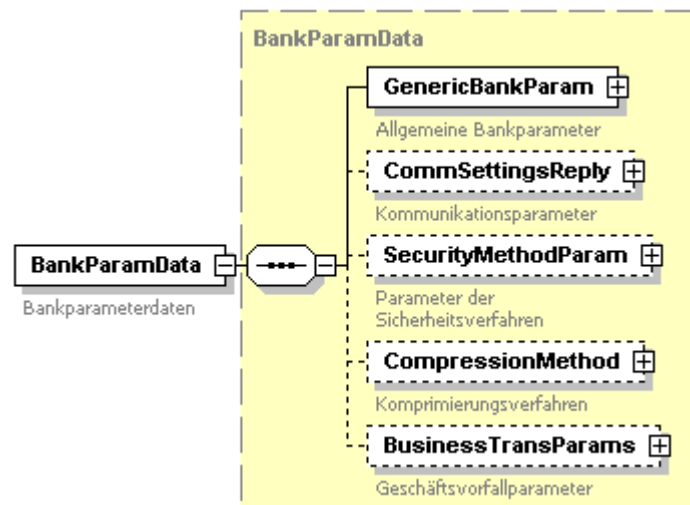 BankParamData
GenericBankParam
Allgemeine Bankparameter
CommSettingsReply
Kommunikationsparameter
BankParamData
Bankparameterdaten
SecurityMethodParam
Parameter der
Sicherheitsverfahren
CompressionMethod
Komprimierungsverfahren
BusinessTransParams
Geschäftsvorfallparameter